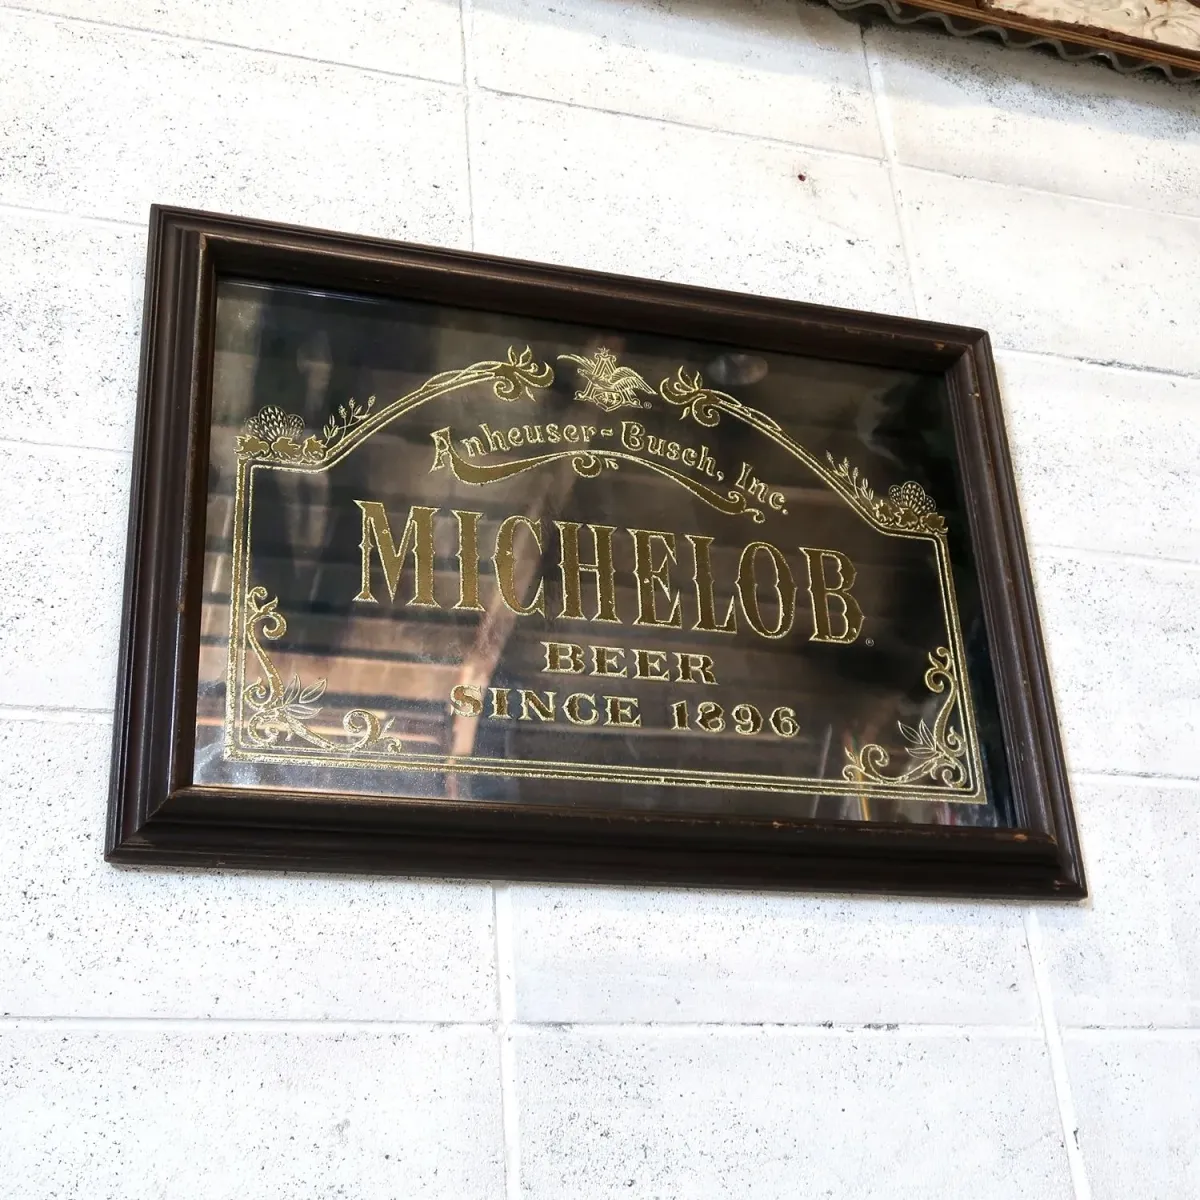 Anheuser-Busch, Inc.
MICHELOB®
BEER
SINCE 1896